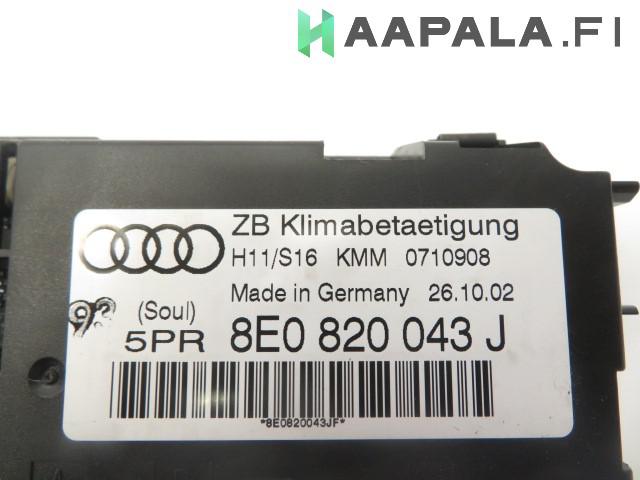 HAAPALA.FI
ZB Klimabetaetigung
H11/S16 KMM 0710908
Made in Germany 26.10.02
(Soul)
5PR 8E0 820 043 J
*8E0820043JF*